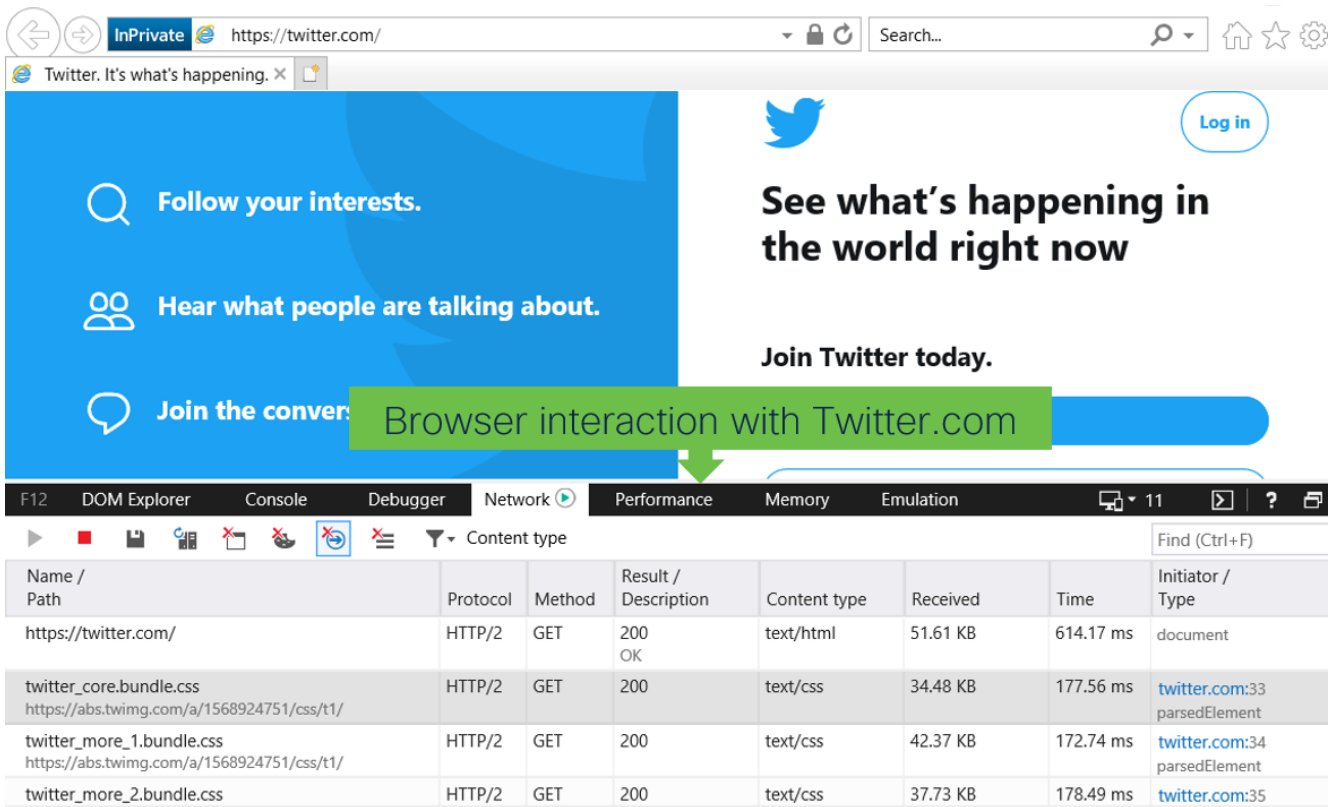 InPrivate https://twitter.com/ Search...
Twitter. It's what's happening.
Log in
Follow your interests.
See what's happening in
the world right now
Hear what people are talking about.
Join Twitter today.
Join the conver
Browser interaction with Twitter.com
F12 DOM Explorer Console Debugger Network Performance Memory Emulation 11 ?
Content type Find (Ctrl+F)
Name / Result / Initiator /
Path Protocol Method Description Content type Received Time Type
https://twitter.com/ HTTP/2 GET 200 text/html 51.61 KB 614.17 ms document
OK
twitter_core.bundle.css HTTP/2 GET 200 text/css 34.48 KB 177.56 ms twitter.com:33
https://abs.twimg.com/a/1568924751/css/t1/ parsedElement
twitter_more_1.bundle.css HTTP/2 GET 200 text/css 42.37 KB 172.74 ms twitter.com:34
https://abs.twimg.com/a/1568924751/css/t1/ parsedElement
twitter_more_2.bundle.css HTTP/2 GET 200 text/css 37.73 KB 178.49 ms twitter.com:35